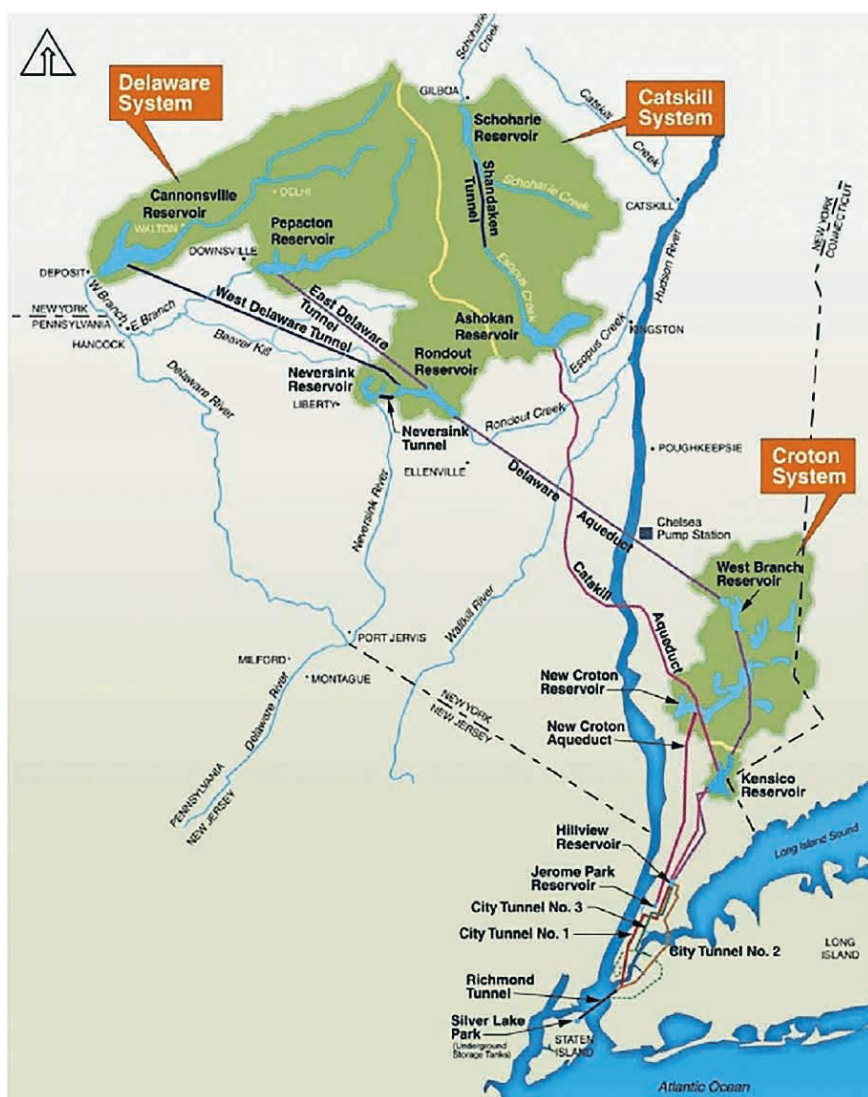 Delaware
System
Schoharie
Creek
GILBOA
Schoharie
Reservoir
Catskill
System
Catskill
Creek
Cannonsville
Reservoir
DELHI
WALTON
Shandaken
Tunnel
Schoharie Creek
CATSKILL
NEW YORK
CONNECTICUT
Pepacton
Reservoir
DOWNSVILLE
DEPOSIT
W Branch
E Branch
Esopus Creek
Hudson River
NEW YORK
PENNSYLVANIA
HANCOCK
West Delaware Tunnel
East Delaware
Tunnel
Beaver Kill
Ashokan
Reservoir
Esopus Creek
KINGSTON
Rondout
Reservoir
Neversink
Reservoir
LIBERTY
Delaware River
Neversink
Tunnel
Rondout Creek
ELLENVILLE
POUGHKEEPSIE
Croton
System
Neversink River
Delaware
Aqueduct
Chelsea
Pump Station
West Branch
Reservoir
Catskill
Aqueduct
Wallkill River
PORT JERVIS
MILFORD
MONTAGUE
Delaware River
NEW YORK
NEW JERSEY
New Croton
Reservoir
New Croton
Aqueduct
PENNSYLVANIA
NEW JERSEY
Kensico
Reservoir
Hillview
Reservoir
Long Island Sound
Jerome Park
Reservoir
City Tunnel No. 3
City Tunnel No. 1
City Tunnel No. 2
LONG
ISLAND
Richmond
Tunnel
Silver Lake
Park
(Underground
Storage Tanks)
STATEN
ISLAND
Atlantic Ocean